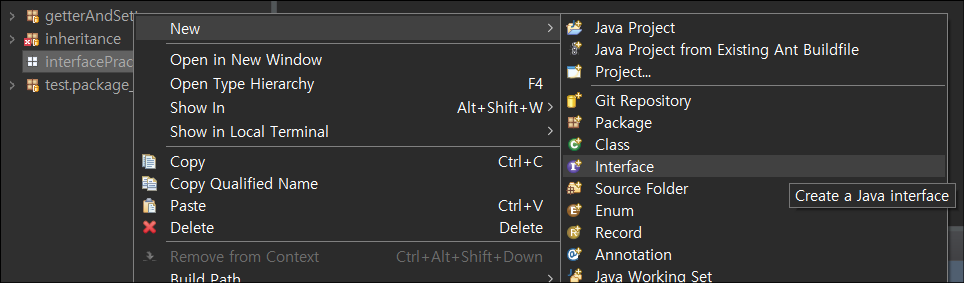 getterAndSett
inheritance
interfacePrac
test.package_
New
Open in New Window
Open Type Hierarchy F4
Show In Alt+Shift+W
Show in Local Terminal
Copy Ctrl+C
Copy Qualified Name
Paste Ctrl+V
Delete Delete
Remove from Context Ctrl+Alt+Shift+Down
Build Path
Java Project
Java Project from Existing Ant Buildfile
Project...
Git Repository
Package
Class
Interface
Source Folder
Enum
Record
Annotation
Java Working Set
Create a Java interface